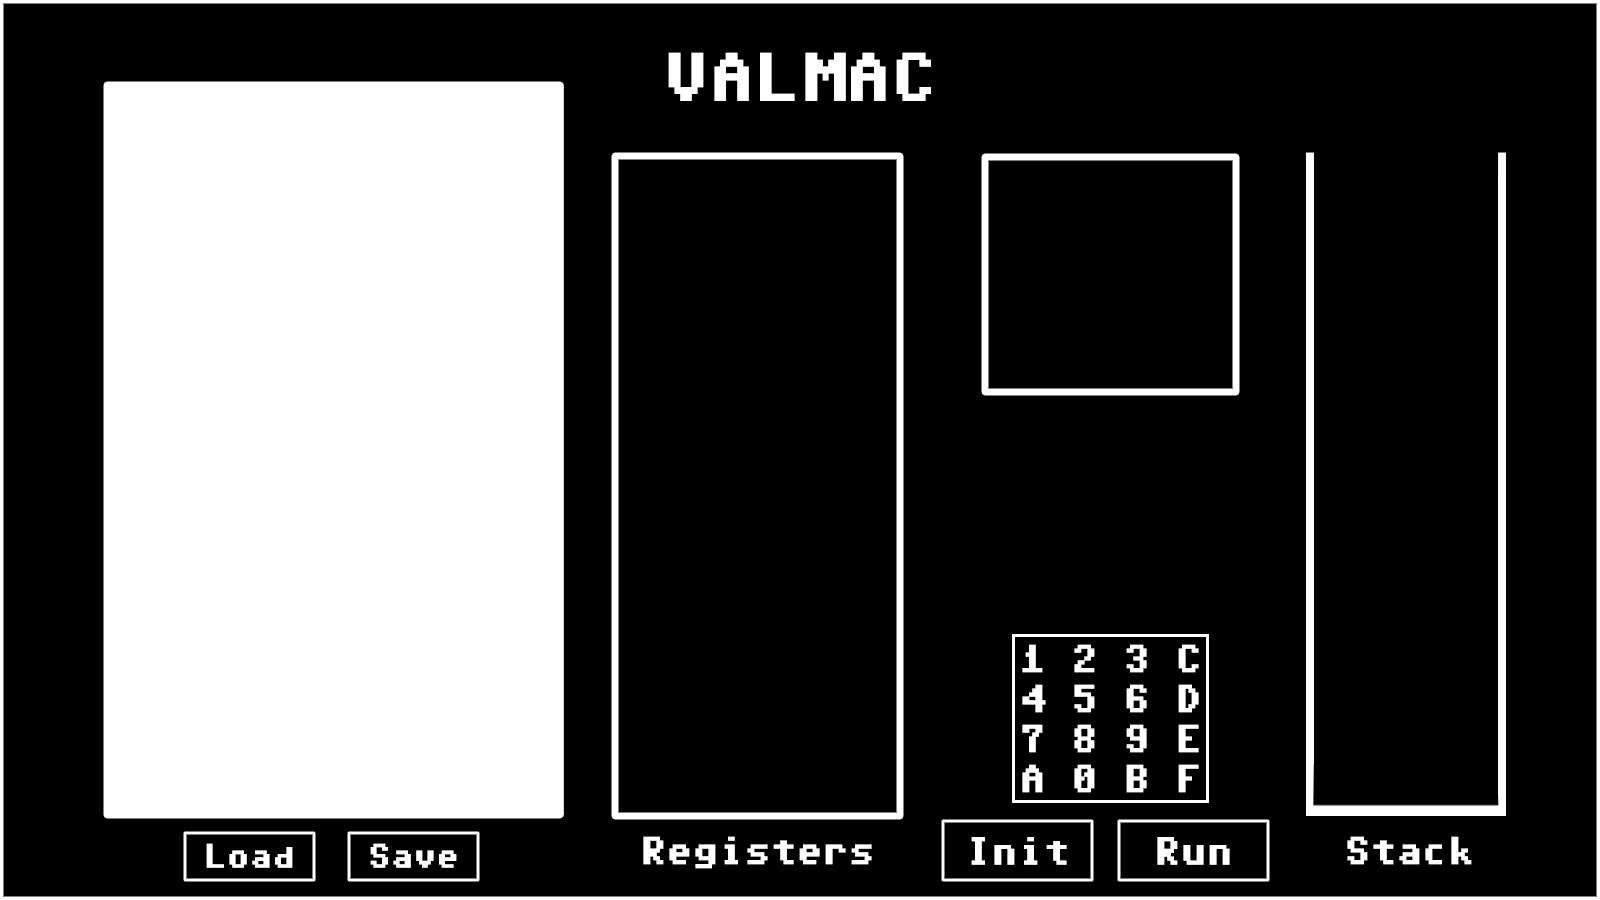 VALMAC
1 2 3 C
4 5 6 D
7 8 9 E
A 0 B F
Load Save Registers Init Run Stack